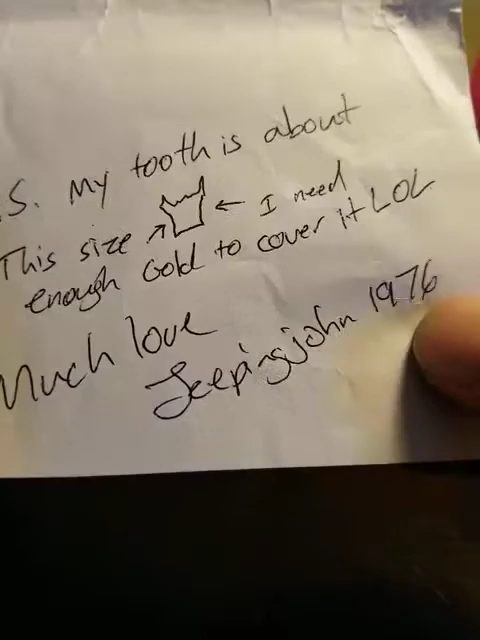 .S. My tooth is about
This size ↗ ← I need
enough Gold to cover it LOL
Much love
Jeepingjohn 1976